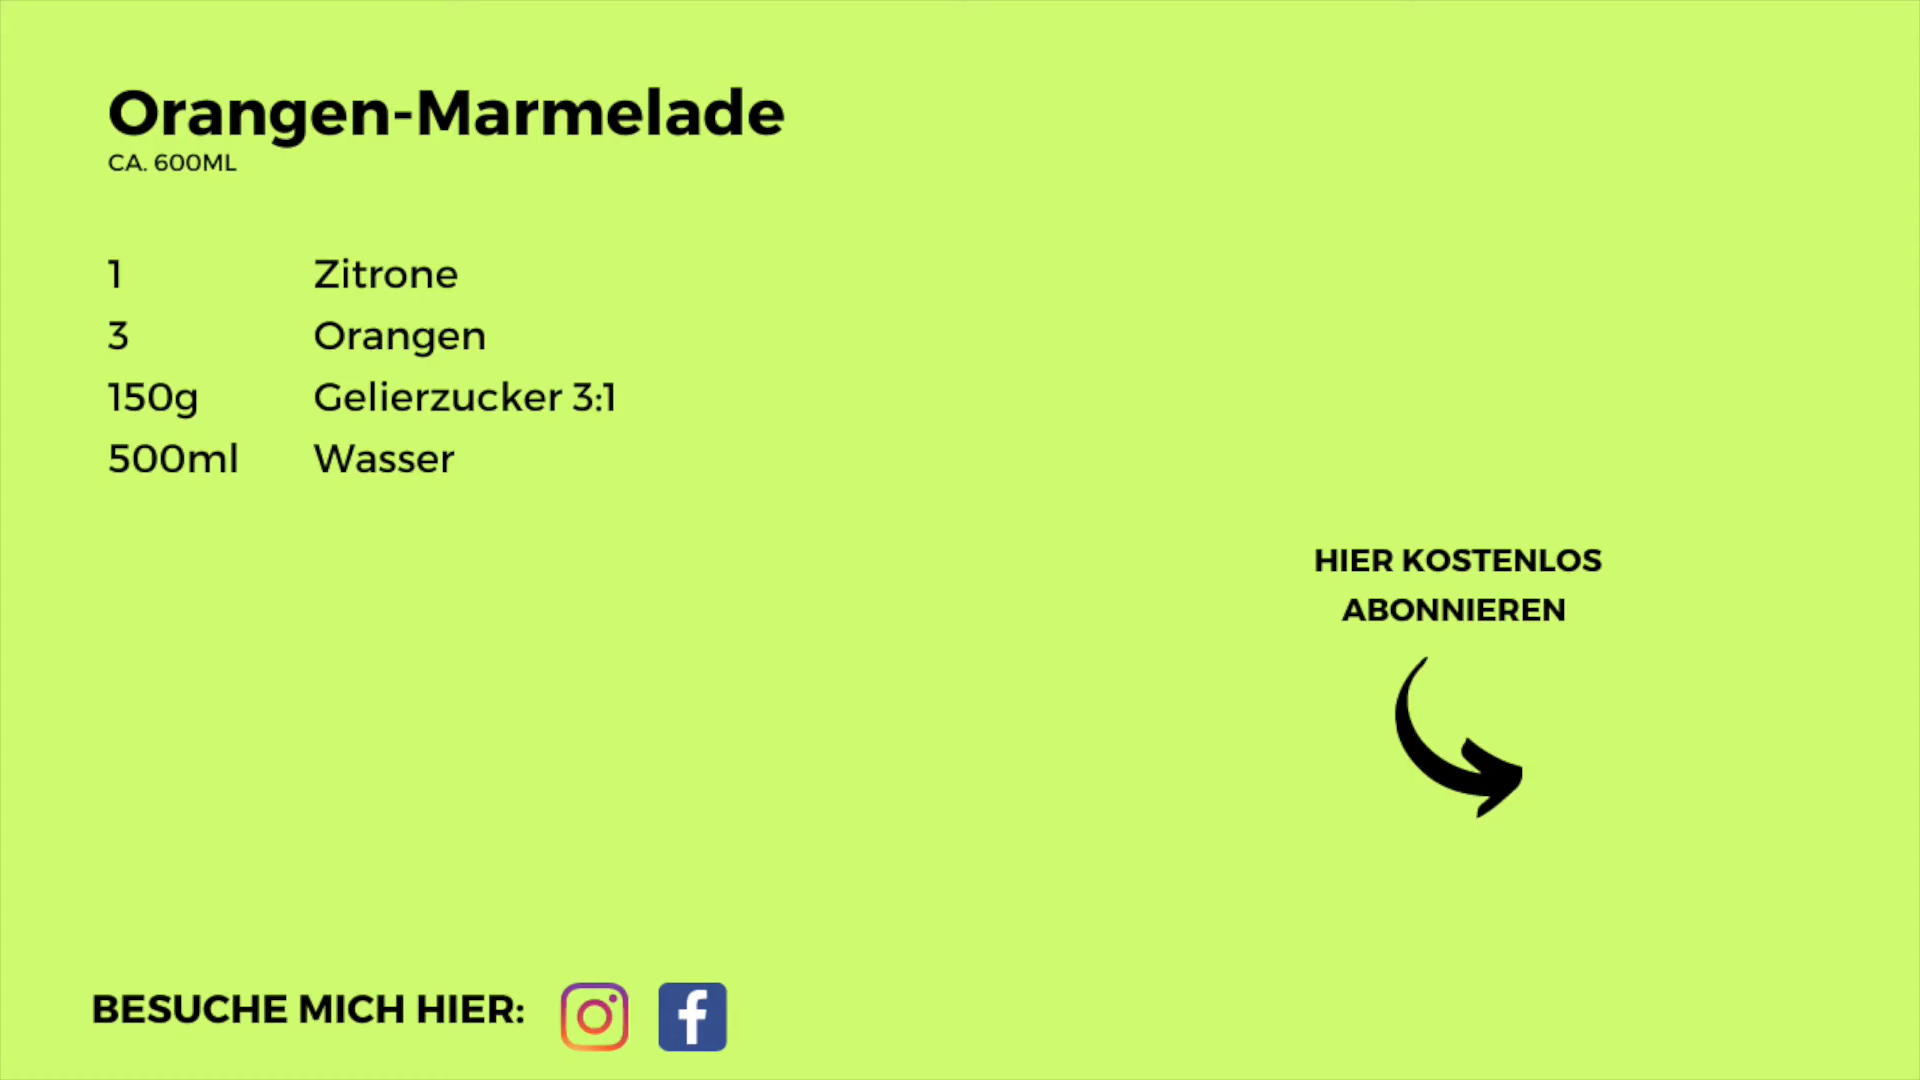 Orangen-Marmelade
CA. 600ML
1 Zitrone
3 Orangen
150g Gelierzucker 3:1
500ml Wasser
HIER KOSTENLOS
ABONNIEREN
BESUCHE MICH HIER: